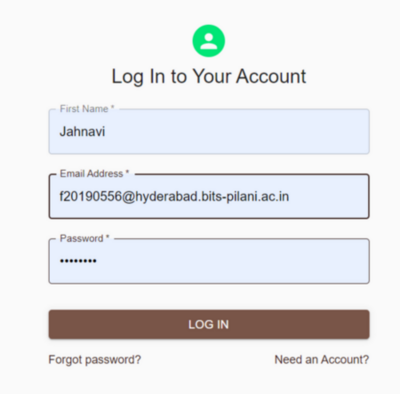 Log In to Your Account
First Name *
Jahnavi
Email Address *
f20190556@hyderabad.bits-pilani.ac.in
Password *
••••••••
LOG IN
Forgot password? Need an Account?